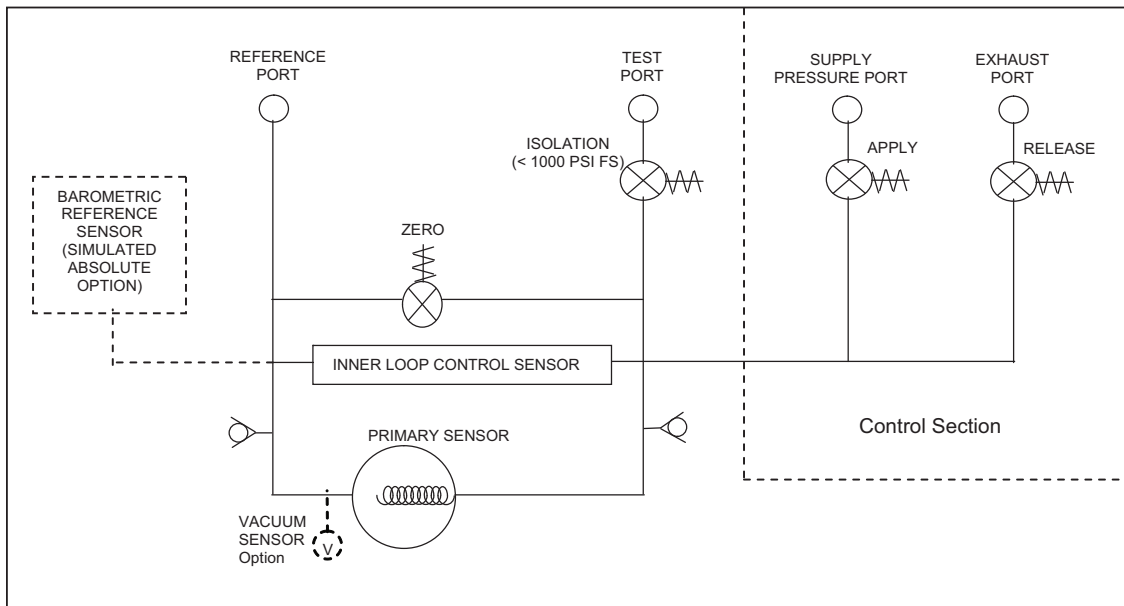 REFERENCE
PORT
TEST
PORT
SUPPLY
PRESSURE PORT
EXHAUST
PORT
ISOLATION
(< 1000 PSI FS)
APPLY
RELEASE
BAROMETRIC
REFERENCE
SENSOR
(SIMULATED
ABSOLUTE
OPTION)
ZERO
INNER LOOP CONTROL SENSOR
PRIMARY SENSOR
Control Section
VACUUM
SENSOR
Option
V